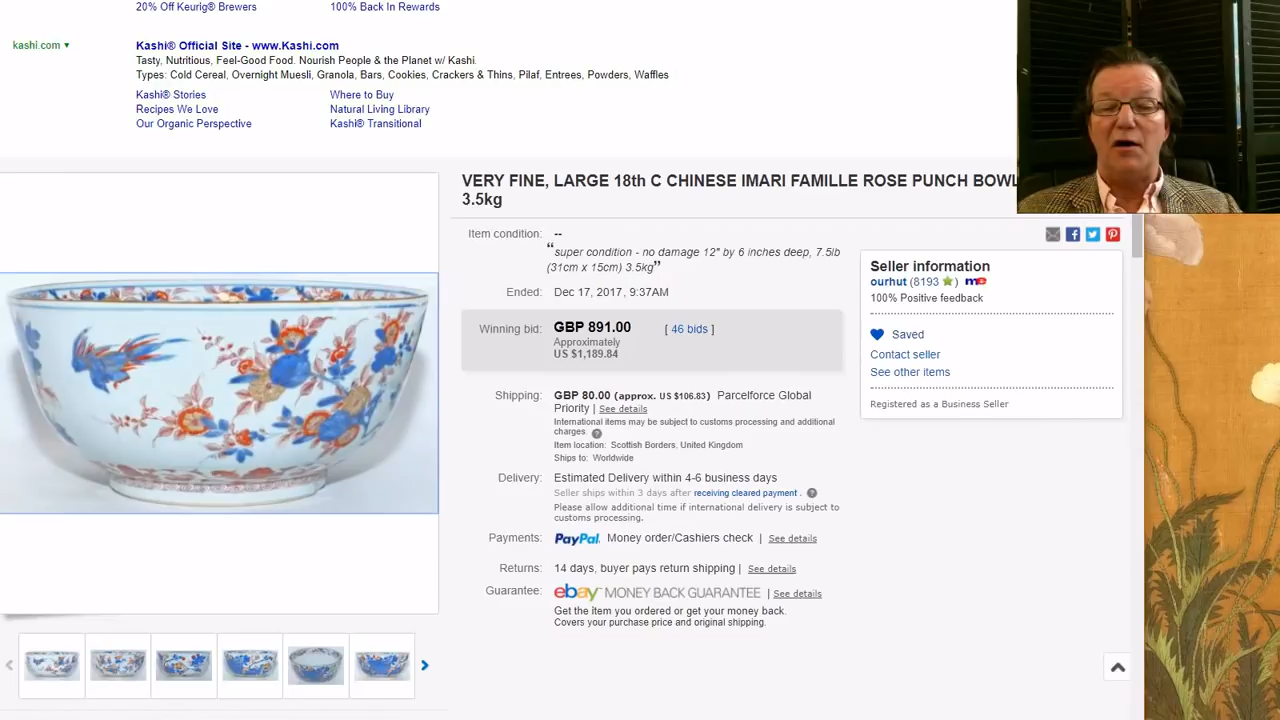 20% Off Keurig® Brewers
100% Back In Rewards
kashi.com ▾
Kashi® Official Site - www.Kashi.com
Tasty, Nutritious, Feel-Good Food. Nourish People & the Planet w/ Kashi.
Types: Cold Cereal, Overnight Muesli, Granola, Bars, Cookies, Crackers & Thins, Pilaf, Entrees, Powders, Waffles
Kashi® Stories
Where to Buy
Recipes We Love
Natural Living Library
Our Organic Perspective
Kashi® Transitional
VERY FINE, LARGE 18th C CHINESE IMARI FAMILLE ROSE PUNCH BOWL
3.5kg
Item condition: --
“super condition - no damage 12" by 6 inches deep, 7.5lb
(31cm x 15cm) 3.5kg”
Ended: Dec 17, 2017, 9:37AM
Winning bid: GBP 891.00 [ 46 bids ]
Approximately
US $1,189.84
Shipping: GBP 80.00 (approx. US $106.83) Parcelforce Global
Priority | See details
International items may be subject to customs processing and additional
charges. ?
Item location: Scottish Borders, United Kingdom
Ships to: Worldwide
Delivery: Estimated Delivery within 4-6 business days
Seller ships within 3 days after receiving cleared payment . ?
Please allow additional time if international delivery is subject to
customs processing.
Payments: PayPal Money order/Cashiers check | See details
Returns: 14 days, buyer pays return shipping | See details
Guarantee: ebay MONEY BACK GUARANTEE | See details
Get the item you ordered or get your money back.
Covers your purchase price and original shipping.
Seller information
ourhut (8193 ) me
100% Positive feedback
Saved
Contact seller
See other items
Registered as a Business Seller